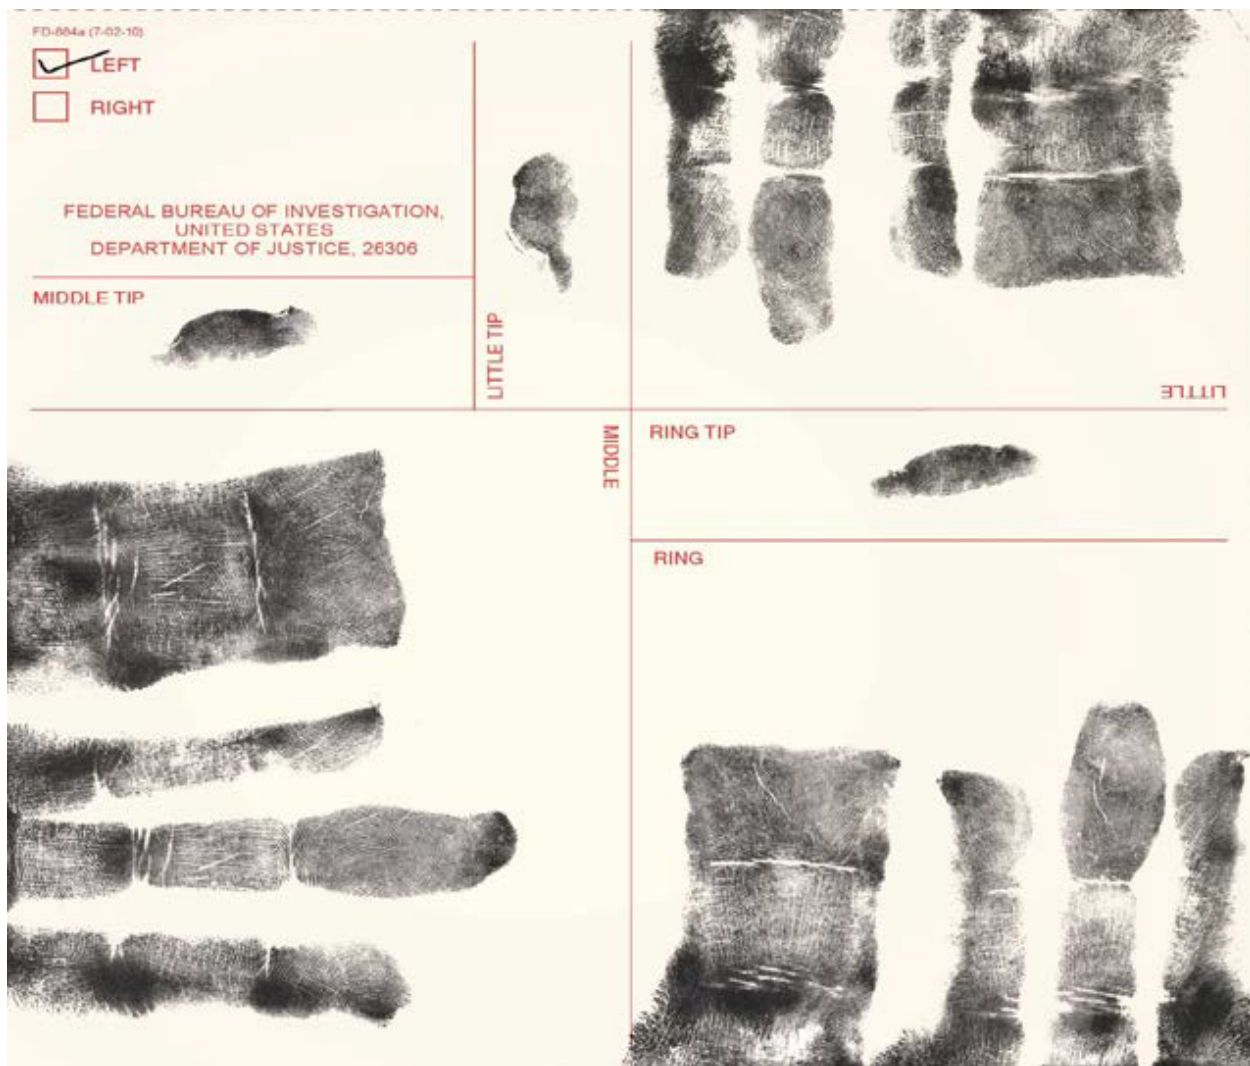 FD-884a (7-02-10)
LEFT
RIGHT
FEDERAL BUREAU OF INVESTIGATION,
UNITED STATES
DEPARTMENT OF JUSTICE, 26306
MIDDLE TIP
LITTLE TIP
LITTLE
MIDDLE
RING TIP
RING